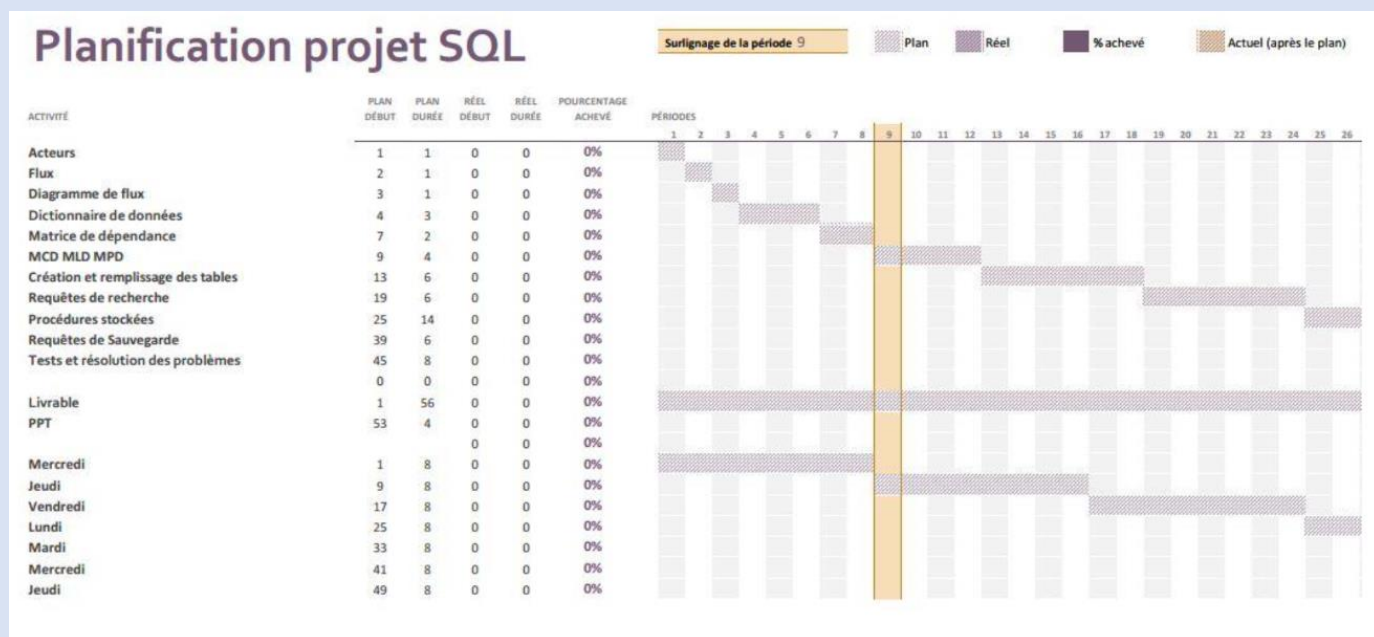 Planification projet SQL
Surlignage de la période 9
Plan
Réel
% achevé
Actuel (après le plan)
ACTIVITÉ PLAN DÉBUT PLAN DURÉE RÉEL DÉBUT RÉEL DURÉE POURCENTAGE ACHEVÉ PÉRIODES
1 2 3 4 5 6 7 8 9 10 11 12 13 14 15 16 17 18 19 20 21 22 23 24 25 26
Acteurs 1 1 0 0 0%
Flux 2 1 0 0 0%
Diagramme de flux 3 1 0 0 0%
Dictionnaire de données 4 3 0 0 0%
Matrice de dépendance 7 2 0 0 0%
MCD MLD MPD 9 4 0 0 0%
Création et remplissage des tables 13 6 0 0 0%
Requêtes de recherche 19 6 0 0 0%
Procédures stockées 25 14 0 0 0%
Requêtes de Sauvegarde 39 6 0 0 0%
Tests et résolution des problèmes 45 8 0 0 0%
0 0 0 0 0%
Livrable 1 56 0 0 0%
PPT 53 4 0 0 0%
0 0 0%
Mercredi 1 8 0 0 0%
Jeudi 9 8 0 0 0%
Vendredi 17 8 0 0 0%
Lundi 25 8 0 0 0%
Mardi 33 8 0 0 0%
Mercredi 41 8 0 0 0%
Jeudi 49 8 0 0 0%